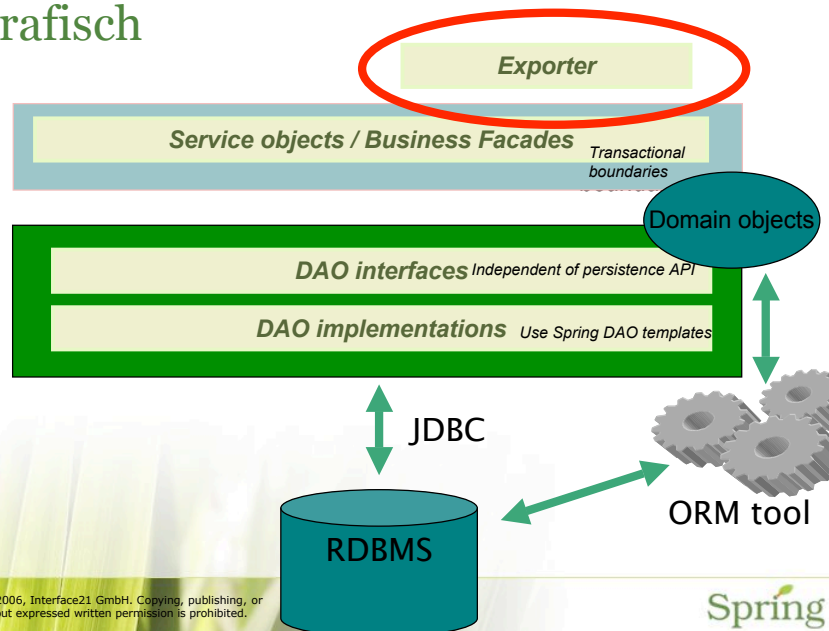 rafisch
Exporter
Service objects / Business Facades
Transactional
boundaries
Domain objects
DAO interfaces Independent of persistence API
DAO implementations Use Spring DAO templates
JDBC
ORM tool
RDBMS
2006, Interface21 GmbH. Copying, publishing, or
out expressed written permission is prohibited.
Spring